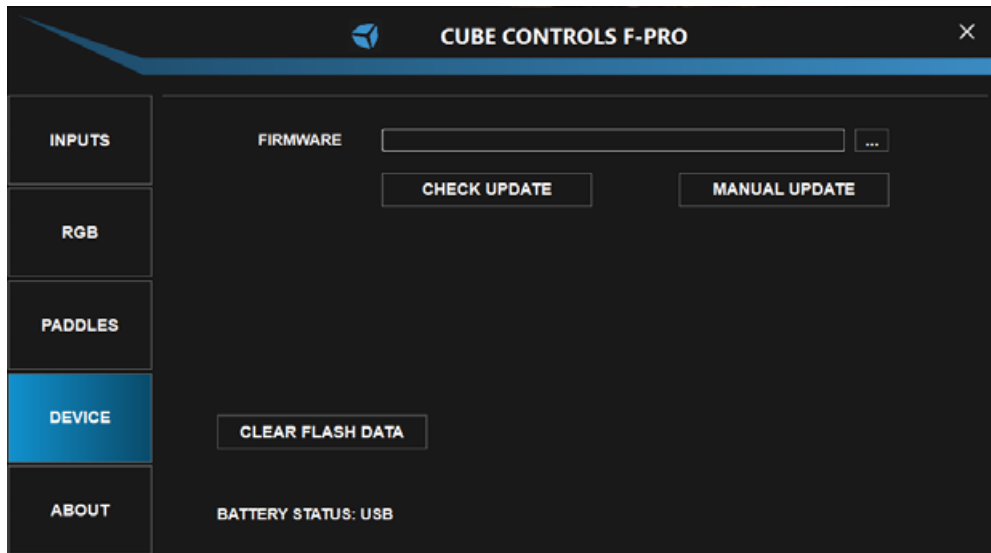 CUBE CONTROLS F-PRO
INPUTS
RGB
PADDLES
DEVICE
ABOUT
FIRMWARE
...
CHECK UPDATE
MANUAL UPDATE
CLEAR FLASH DATA
BATTERY STATUS: USB